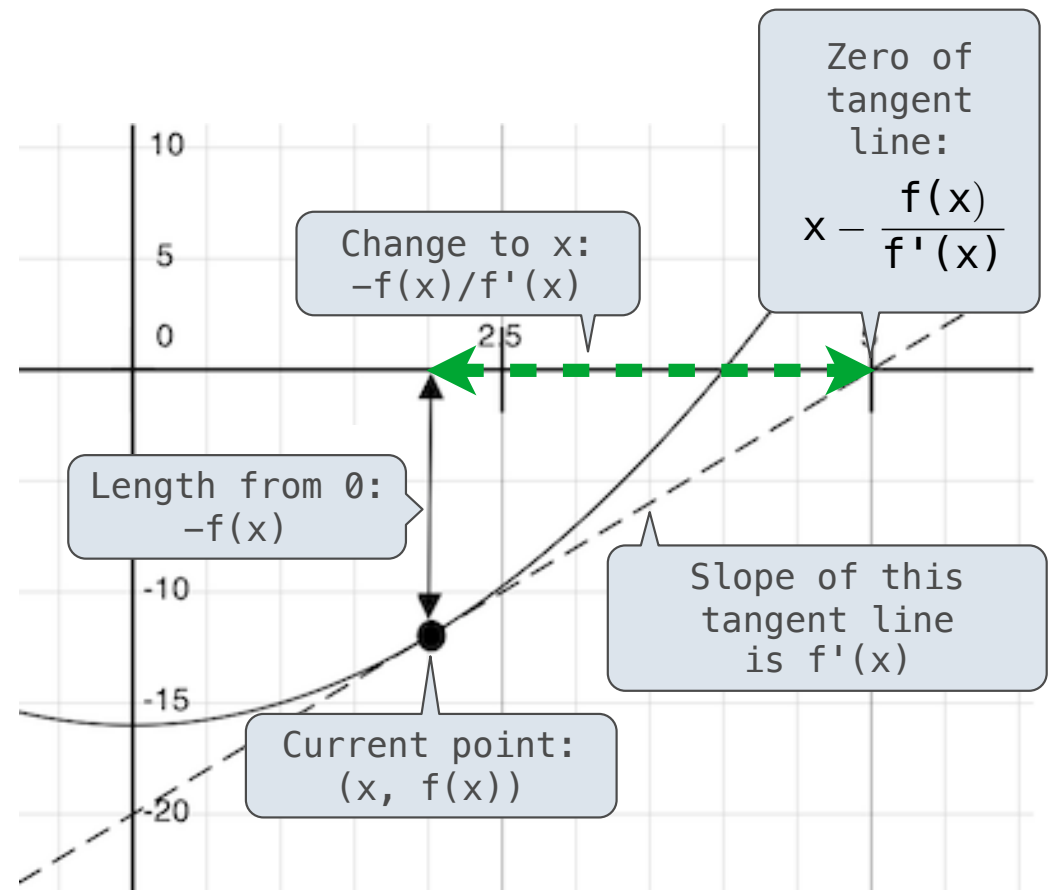 Zero of
tangent
line:
x − f(x)/f'(x)
10
Change to x:
−f(x)/f'(x)
5
0
2.5
Length from 0:
−f(x)
-10
Slope of this
tangent line
is f'(x)
-15
Current point:
(x, f(x))
-20